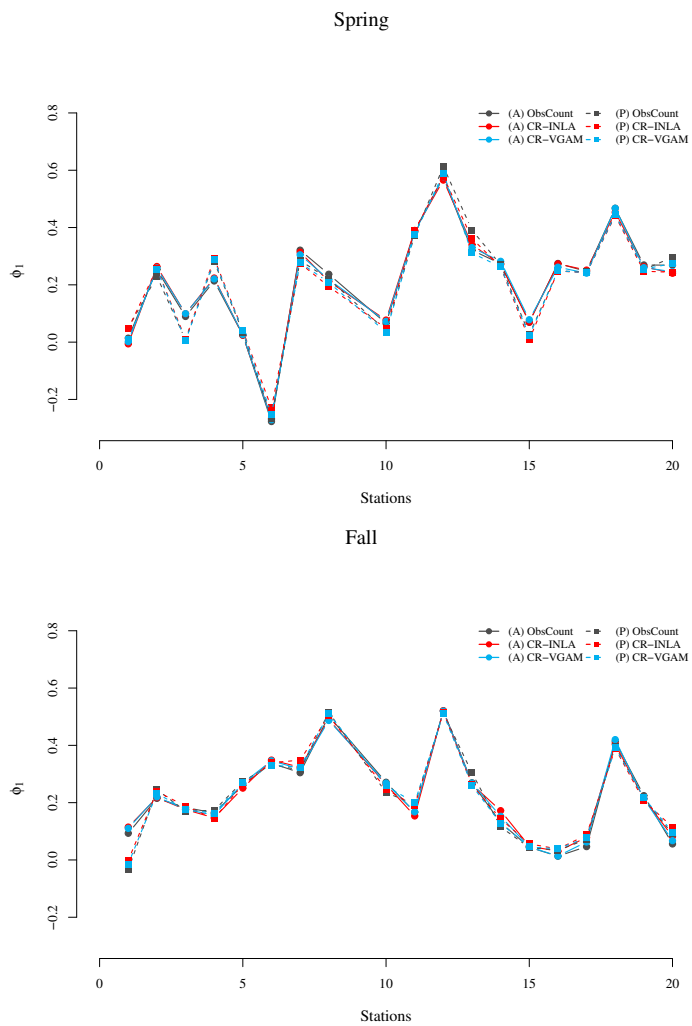 Spring
(A) ObsCount (P) ObsCount
(A) CR−INLA (P) CR−INLA
(A) CR−VGAM (P) CR−VGAM
0.8
0.6
0.4
0.2
0.0
−0.2
ϕ1
0 5 10 15 20
Stations
Fall
(A) ObsCount (P) ObsCount
(A) CR−INLA (P) CR−INLA
(A) CR−VGAM (P) CR−VGAM
0.8
0.6
0.4
0.2
0.0
−0.2
ϕ1
0 5 10 15 20
Stations